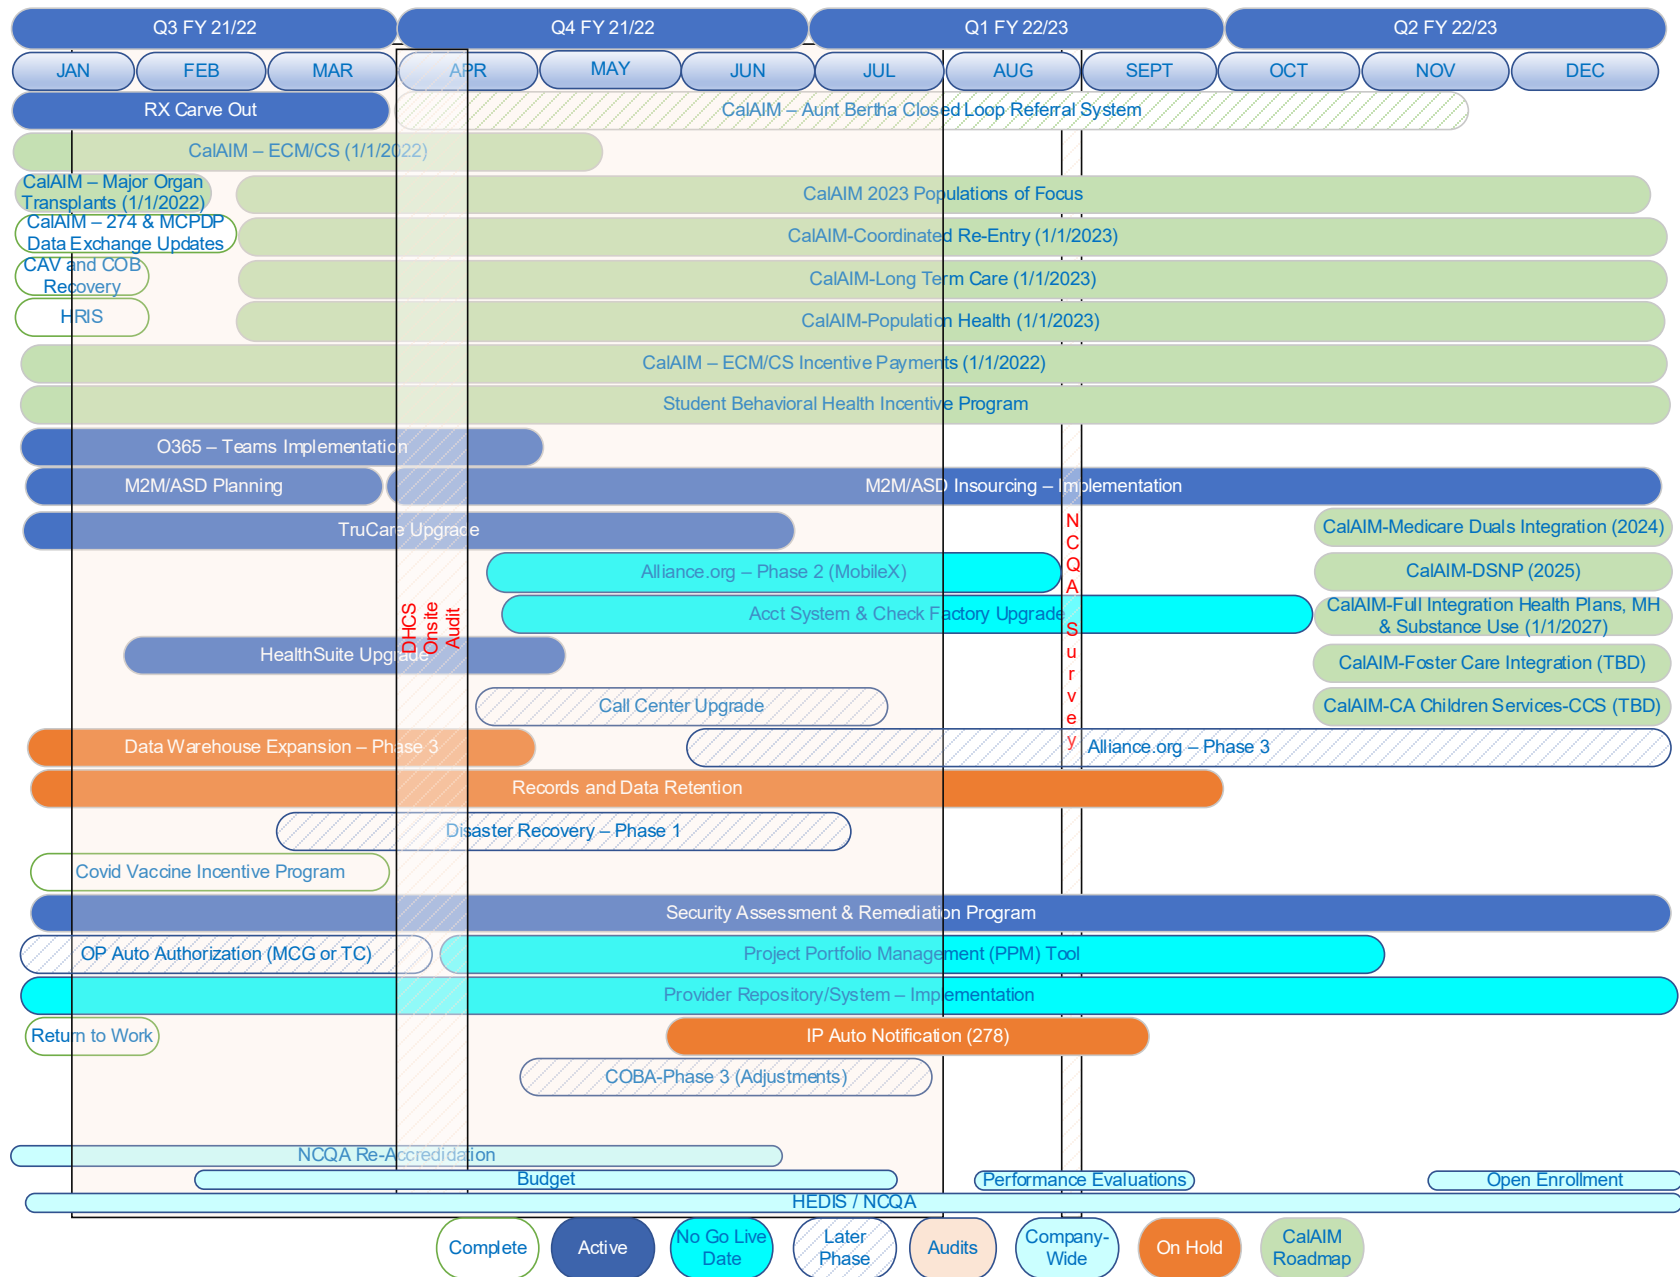 Q3 FY 21/22
Q4 FY 21/22
Q1 FY 22/23
Q2 FY 22/23
JAN
FEB
MAR
APR
MAY
JUN
JUL
AUG
SEPT
OCT
NOV
DEC
RX Carve Out
CalAIM – Aunt Bertha Closed Loop Referral System
CalAIM – ECM/CS (1/1/2022)
CalAIM – Major Organ
Transplants (1/1/2022)
CalAIM 2023 Populations of Focus
CalAIM – 274 & MCPDP
Data Exchange Updates
CalAIM-Coordinated Re-Entry (1/1/2023)
CAV and COB
Recovery
CalAIM-Long Term Care (1/1/2023)
HRIS
CalAIM-Population Health (1/1/2023)
CalAIM – ECM/CS Incentive Payments (1/1/2022)
Student Behavioral Health Incentive Program
O365 – Teams Implementation
M2M/ASD Planning
M2M/ASD Insourcing – Implementation
TruCare Upgrade
CalAIM-Medicare Duals Integration (2024)
Alliance.org – Phase 2 (MobileX)
CalAIM-DSNP (2025)
Acct System & Check Factory Upgrade
CalAIM-Full Integration Health Plans, MH
& Substance Use (1/1/2027)
DHCS
Onsite
Audit
NCQA Survey
HealthSuite Upgrade
CalAIM-Foster Care Integration (TBD)
Call Center Upgrade
CalAIM-CA Children Services-CCS (TBD)
Data Warehouse Expansion – Phase 3
Alliance.org – Phase 3
Records and Data Retention
Disaster Recovery – Phase 1
Covid Vaccine Incentive Program
Security Assessment & Remediation Program
OP Auto Authorization (MCG or TC)
Project Portfolio Management (PPM) Tool
Provider Repository/System – Implementation
Return to Work
IP Auto Notification (278)
COBA-Phase 3 (Adjustments)
NCQA Re-Accredidation
Budget
Performance Evaluations
Open Enrollment
HEDIS / NCQA
Complete
Active
No Go Live
Date
Later
Phase
Audits
Company-
Wide
On Hold
CalAIM
Roadmap